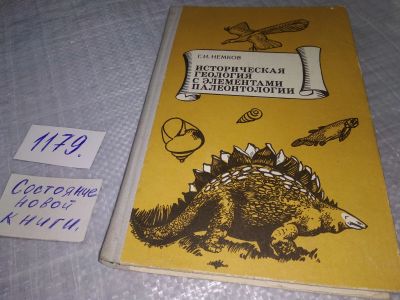 Г.И. НЕМКОВ
ИСТОРИЧЕСКАЯ
ГЕОЛОГИЯ
С ЭЛЕМЕНТАМИ
ПАЛЕОНТОЛОГИИ
1179.
Состояние
новой
книги.